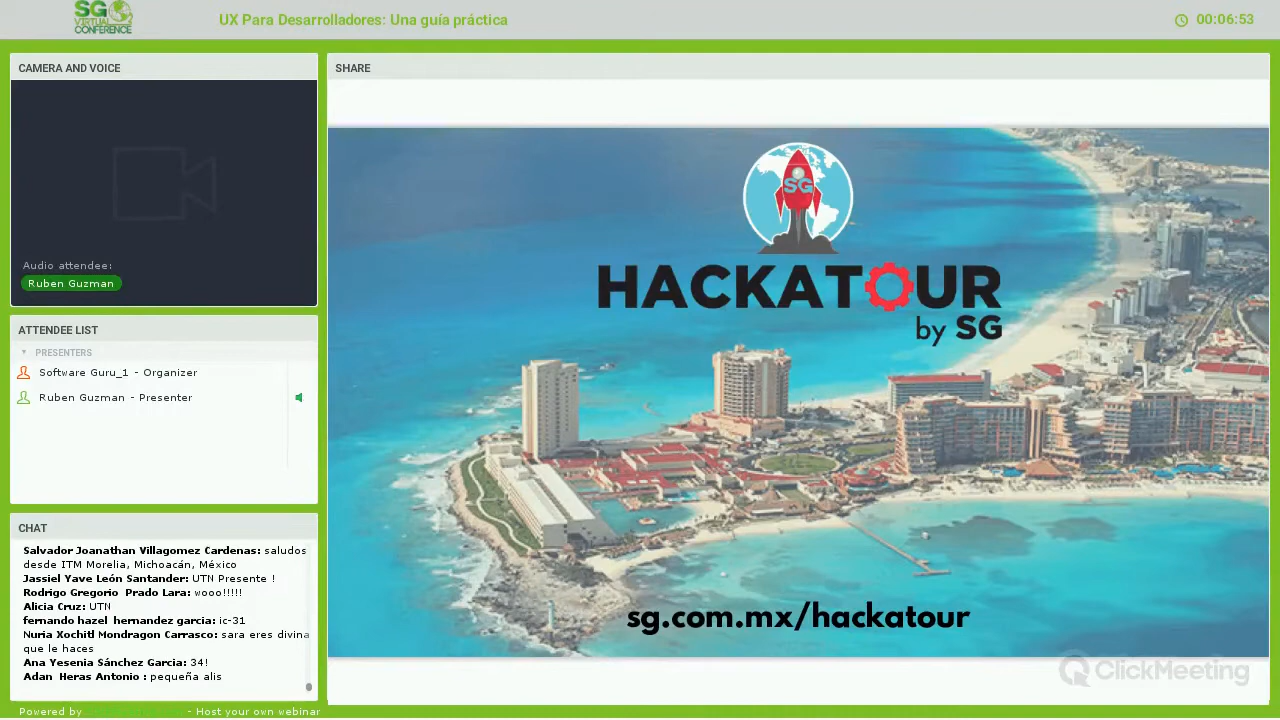 SG
VIRTUAL
CONFERENCE
UX Para Desarrolladores: Una guía práctica
00:06:53
CAMERA AND VOICE
Audio attendee:
Ruben Guzman
ATTENDEE LIST
PRESENTERS
Software Guru_1 - Organizer
Ruben Guzman - Presenter
CHAT
Salvador Joanathan Villagomez Cardenas: saludos
desde ITM Morelia, Michoacán, México
Jassiel Yave León Santander: UTN Presente !
Rodrigo Gregorio Prado Lara: wooo!!!!!
Alicia Cruz: UTN
fernando hazel hernandez garcia: ic-31
Nuria Xochitl Mondragon Carrasco: sara eres divina
que le haces
Ana Yesenia Sánchez Garcia: 34!
Adan Heras Antonio : pequeña alis
Powered by - Host your own webinar
SHARE
SG
HACKATOUR
by SG
sg.com.mx/hackatour
ClickMeeting